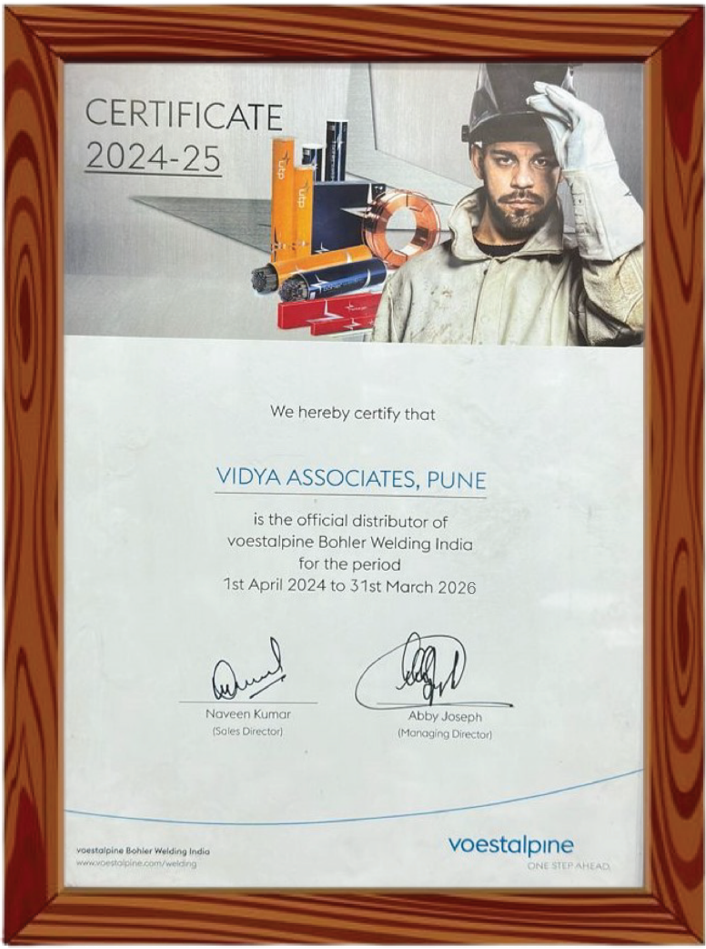 CERTIFICATE
2024-25
utp
utp
We hereby certify that
VIDYA ASSOCIATES, PUNE
is the official distributor of
voestalpine Bohler Welding India
for the period
1st April 2024 to 31st March 2026
Naveen Kumar
(Sales Director)
Abby Joseph
(Managing Director)
voestalpine Bohler Welding India
www.voestalpine.com/welding
voestalpine
ONE STEP AHEAD.